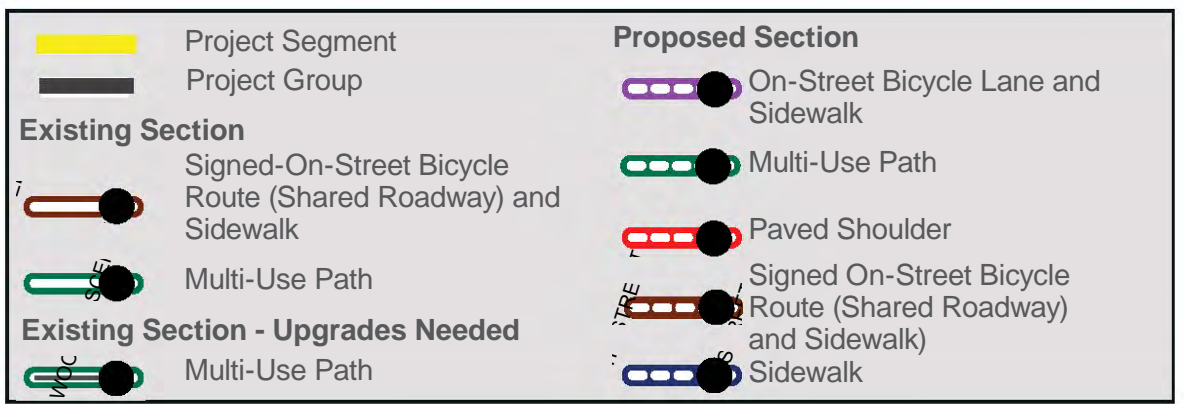 Project Segment
Project Group
Existing Section
Signed-On-Street Bicycle
Route (Shared Roadway) and
Sidewalk
Multi-Use Path
Existing Section - Upgrades Needed
Multi-Use Path
Proposed Section
On-Street Bicycle Lane and
Sidewalk
Multi-Use Path
Paved Shoulder
Signed On-Street Bicycle
Route (Shared Roadway)
and Sidewalk)
Sidewalk